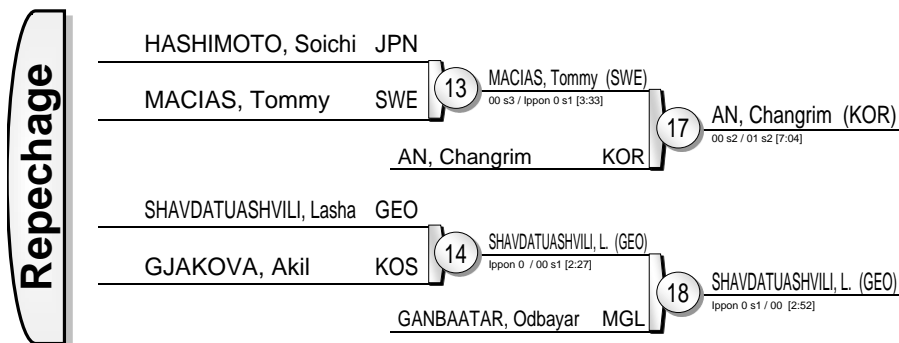 Repechage
HASHIMOTO, Soichi JPN
MACIAS, Tommy SWE
13
MACIAS, Tommy (SWE)
00 s3 / Ippon 0 s1 [3:33]
AN, Changrim KOR
17
AN, Changrim (KOR)
00 s2 / 01 s2 [7:04]
SHAVDATUASHVILI, Lasha GEO
GJAKOVA, Akil KOS
14
SHAVDATUASHVILI, L. (GEO)
Ippon 0 / 00 s1 [2:27]
GANBAATAR, Odbayar MGL
18
SHAVDATUASHVILI, L. (GEO)
Ippon 0 s1 / 00 [2:52]